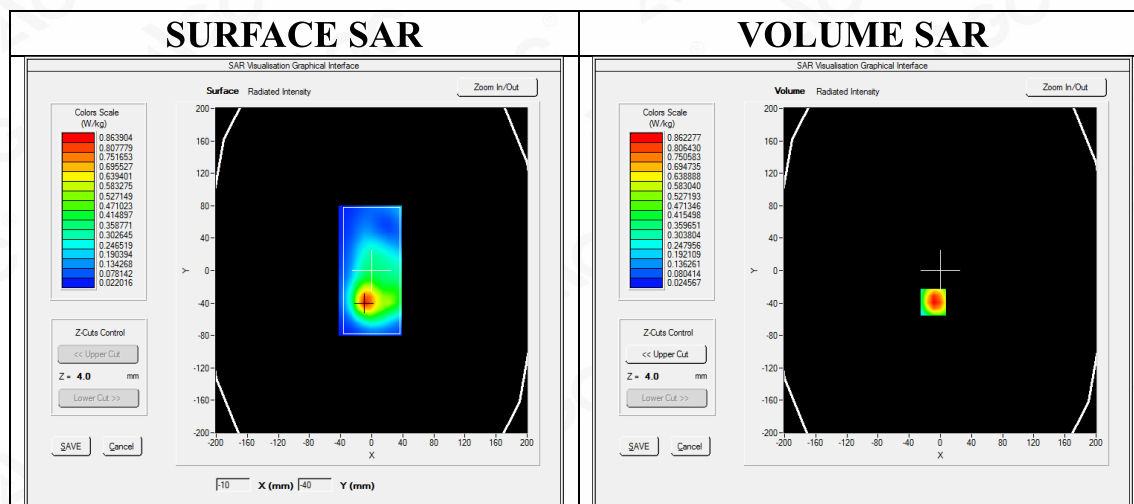 SURFACE SAR
VOLUME SAR
SAR Visualisation Graphical Interface
Surface Radiated Intensity
Zoom In/Out
Colors Scale
(W/kg)
0.863904
0.807779
0.751653
0.695527
0.639401
0.583275
0.527149
0.471023
0.414897
0.358771
0.302645
0.246519
0.190394
0.134268
0.078142
0.022016
200
160
120
80
40
0
-40
-80
-120
-160
-200
Y
-200 -160 -120 -80 -40 0 40 80 120 160 200
X
Z-Cuts Control
<< Upper Cut
Z = 4.0 mm
Lower Cut >>
SAVE Cancel
-10 X (mm) -40 Y (mm)
SAR Visualisation Graphical Interface
Volume Radiated Intensity
Zoom In/Out
Colors Scale
(W/kg)
0.862277
0.806430
0.750583
0.694735
0.638888
0.583040
0.527193
0.471346
0.415498
0.359651
0.303804
0.247956
0.192109
0.136261
0.080414
0.024567
200
160
120
80
40
0
-40
-80
-120
-160
-200
Y
-200 -160 -120 -80 -40 0 40 80 120 160 200
X
Z-Cuts Control
<< Upper Cut
Z = 4.0 mm
Lower Cut >>
SAVE Cancel